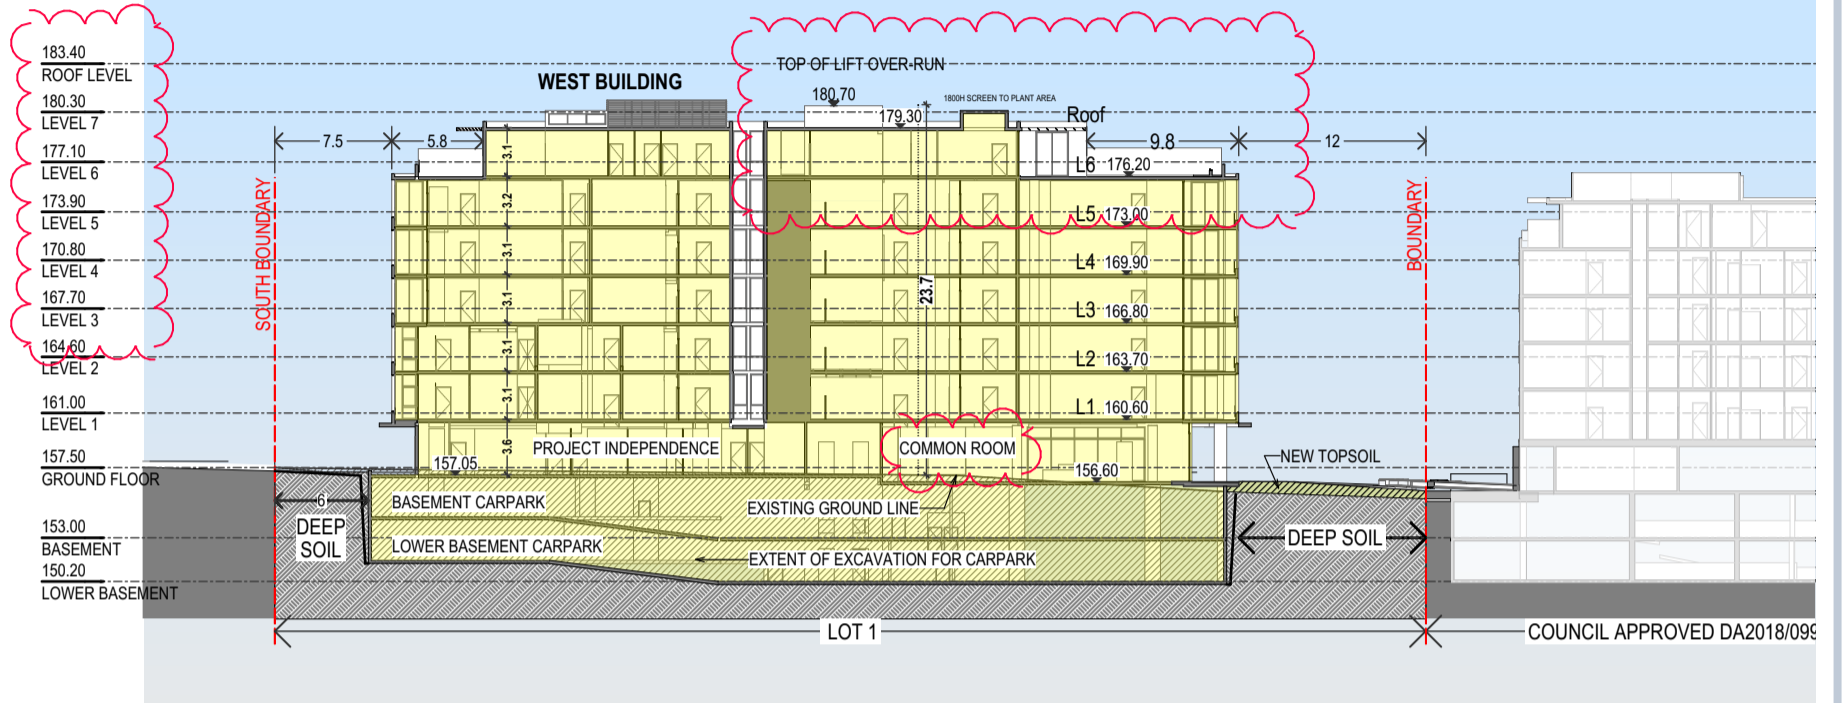 183.40
ROOF LEVEL
180.30
LEVEL 7
177.10
LEVEL 6
173.90
LEVEL 5
170.80
LEVEL 4
167.70
LEVEL 3
164.60
LEVEL 2
161.00
LEVEL 1
157.50
GROUND FLOOR
153.00
BASEMENT
150.20
LOWER BASEMENT
WEST BUILDING
TOP OF LIFT OVER-RUN
180.70
179.30
1800H SCREEN TO PLANT AREA
Roof
7.5
5.8
9.8
12
SOUTH BOUNDARY
BOUNDARY
3.1
3.2
3.1
3.1
3.1
3.1
3.6
23.7
L6 176.20
L5 173.00
L4 169.90
L3 166.80
L2 163.70
L1 160.60
PROJECT INDEPENDENCE
COMMON ROOM
157.05
156.60
NEW TOPSOIL
6
DEEP
SOIL
BASEMENT CARPARK
EXISTING GROUND LINE
LOWER BASEMENT CARPARK
EXTENT OF EXCAVATION FOR CARPARK
DEEP SOIL
LOT 1
COUNCIL APPROVED DA2018/099